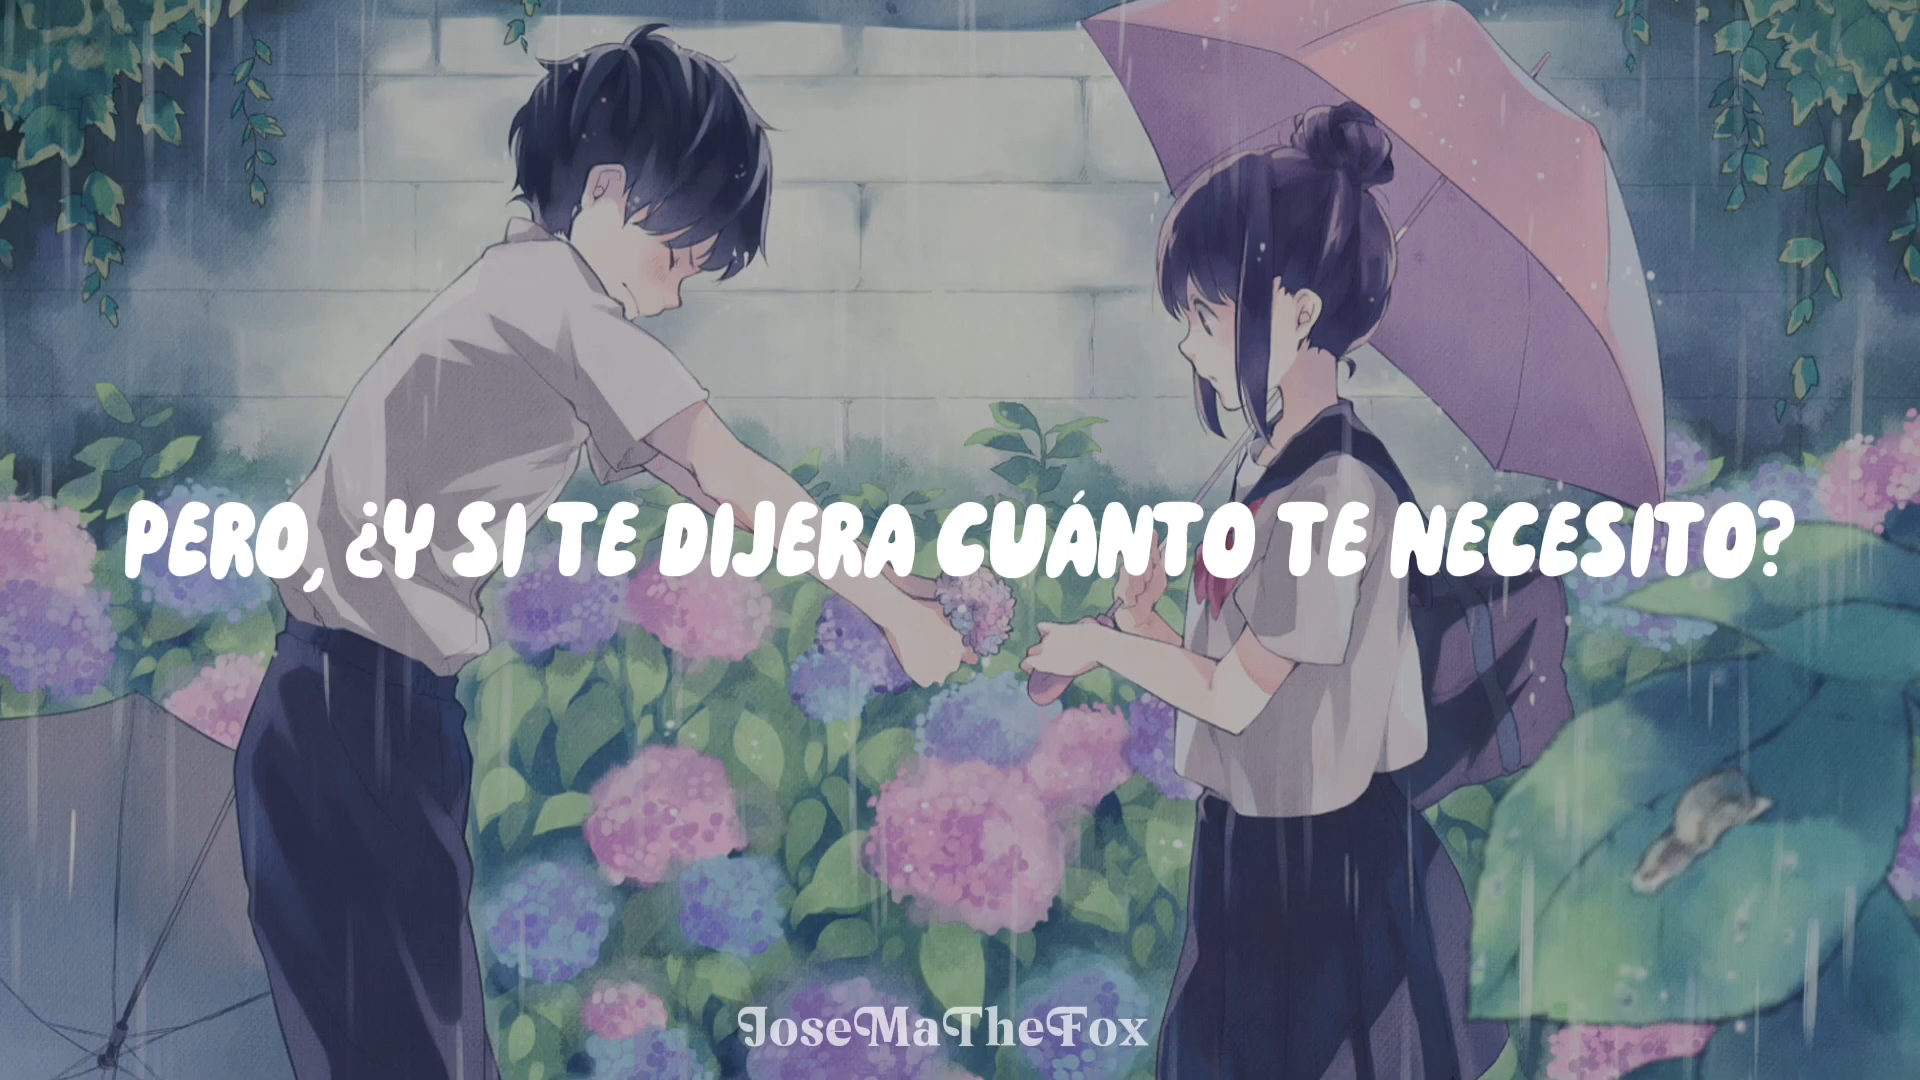 PERO, ¿Y SI TE DIJERA CUÁNTO TE NECESITO?
JoseMaTheFox